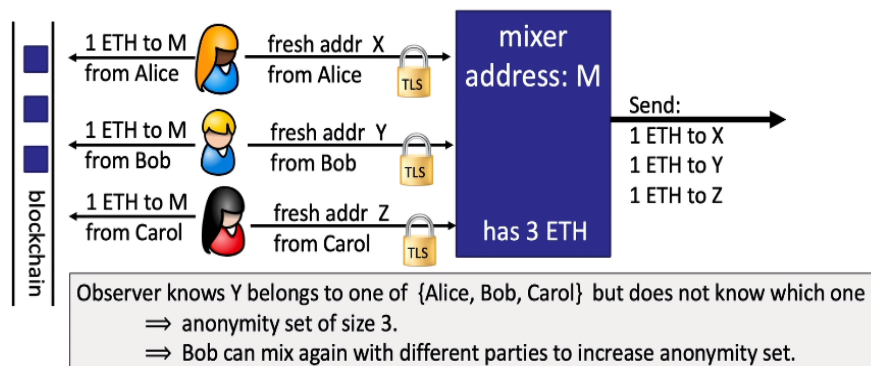 1 ETH to M
from Alice
fresh addr X
from Alice
TLS
1 ETH to M
from Bob
fresh addr Y
from Bob
TLS
1 ETH to M
from Carol
fresh addr Z
from Carol
TLS
blockchain
mixer
address: M
has 3 ETH
Send:
1 ETH to X
1 ETH to Y
1 ETH to Z
Observer knows Y belongs to one of {Alice, Bob, Carol} but does not know which one
⟹ anonymity set of size 3.
⟹ Bob can mix again with different parties to increase anonymity set.